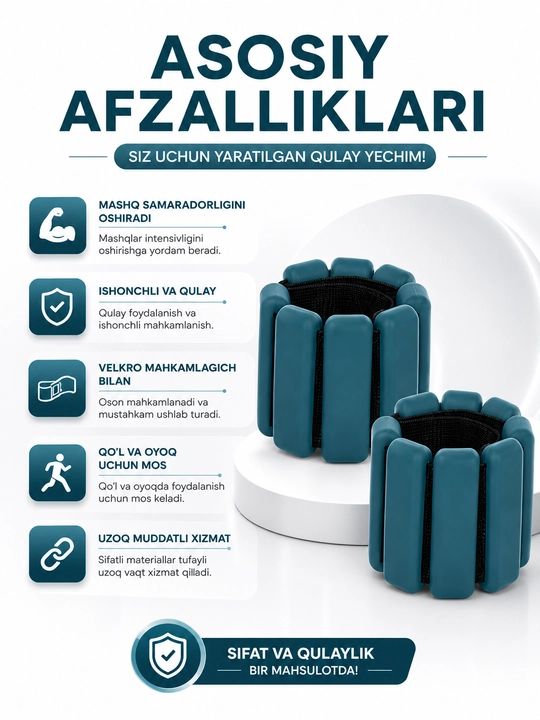 ASOSIY
AFZALLIKLARI
SIZ UCHUN YARATILGAN QULAY YECHIM!
MASHQ SAMARADORLIGINI
OSHIRADI
Mashqlar intensivligini
oshirishga yordam beradi.
ISHONCHLI VA QULAY
Qulay foydalanish va
ishonchli mahkamlanish.
VELKRO MAHKAMLAGICH
BILAN
Oson mahkamlanadi va
mustahkam ushlab turadi.
QO'L VA OYOQ
UCHUN MOS
Qo'l va oyoqda foydalanish
uchun mos keladi.
UZOQ MUDDATLI XIZMAT
Sifatli materiallar tufayli
uzoq vaqt xizmat qilladi.
SIFAT VA QULAYLIK
BIR MAHSULOTDA!